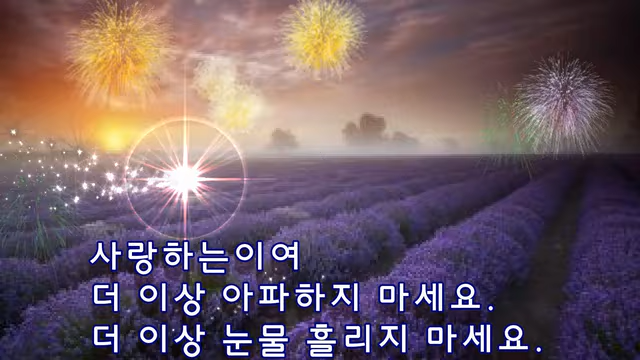 사랑하는이여
더 이상 아파하지 마세요.
더 이상 눈물 흘리지 마세요.